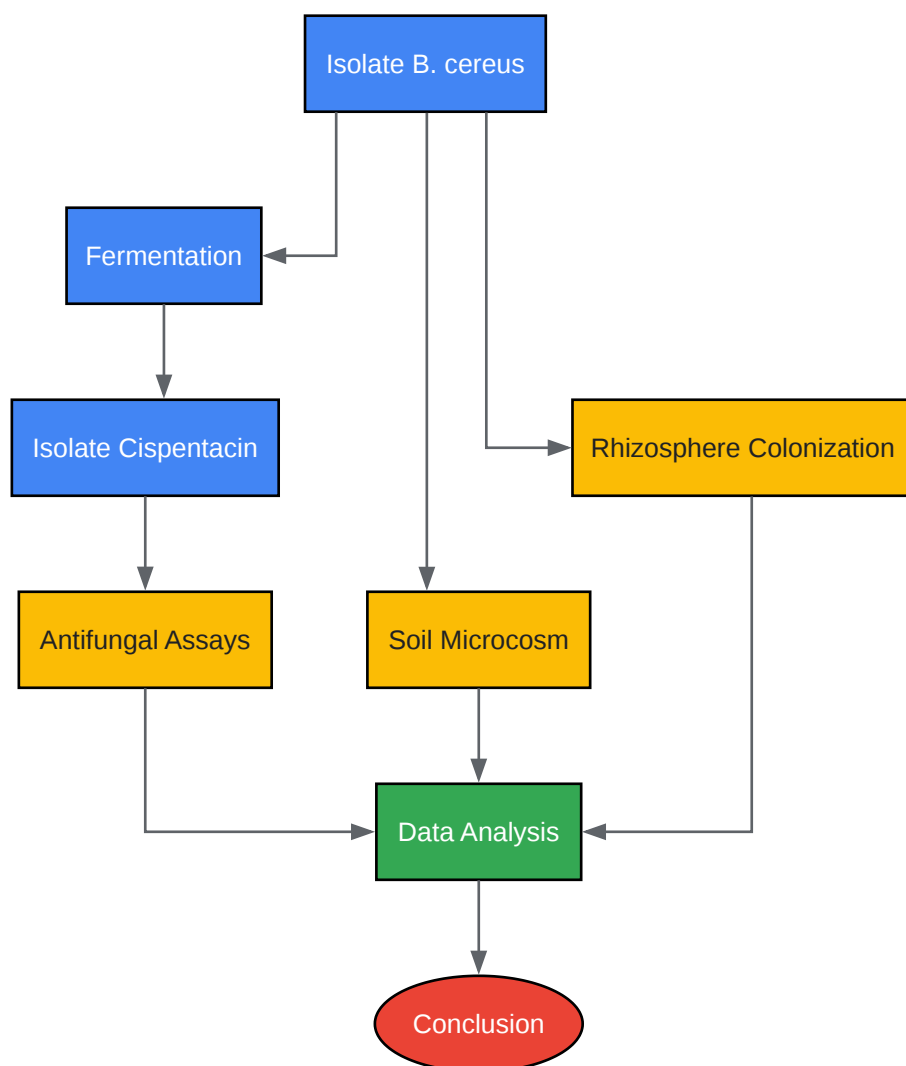 Isolate B. cereus
Fermentation
Isolate Cispentacin
Rhizosphere Colonization
Antifungal Assays
Soil Microcosm
Data Analysis
Conclusion